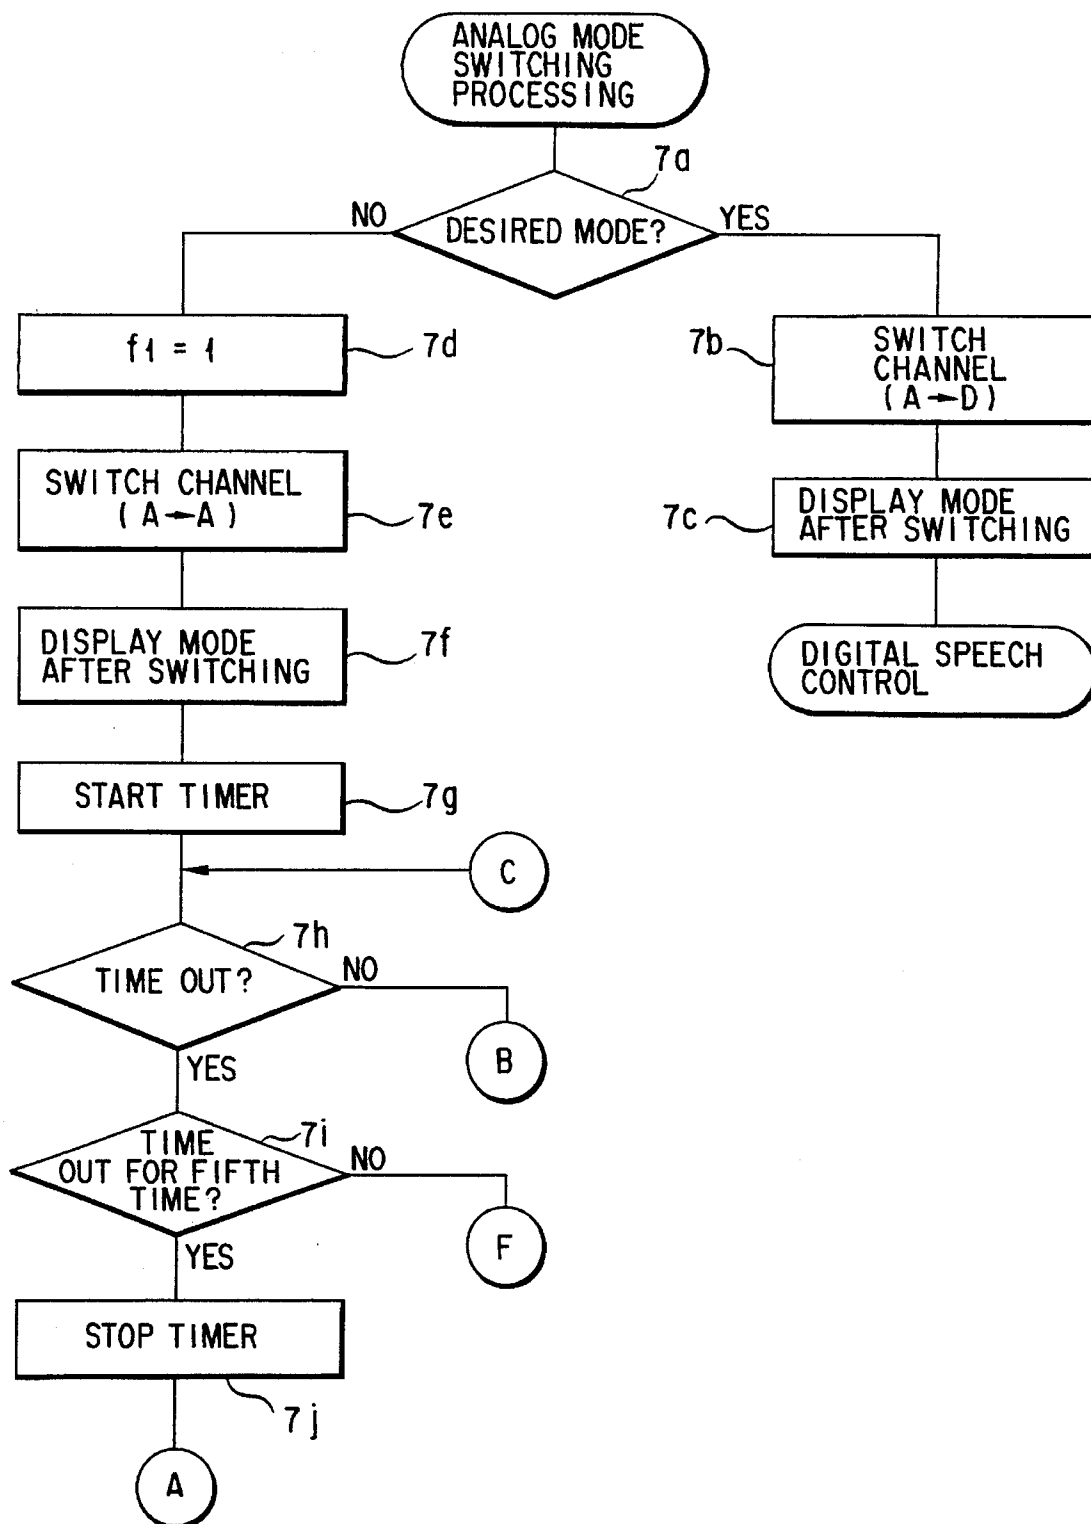 ANALOG MODE
SWITCHING
PROCESSING
7a
NO
DESIRED MODE?
YES
f1 = 1
7d
7b
SWITCH
CHANNEL
(A→D)
SWITCH CHANNEL
(A→A)
7e
7c
DISPLAY MODE
AFTER SWITCHING
DISPLAY MODE
AFTER SWITCHING
7f
DIGITAL SPEECH
CONTROL
START TIMER
7g
C
7h
TIME OUT?
NO
B
YES
7i
TIME
OUT FOR FIFTH
TIME?
NO
F
YES
STOP TIMER
7j
A